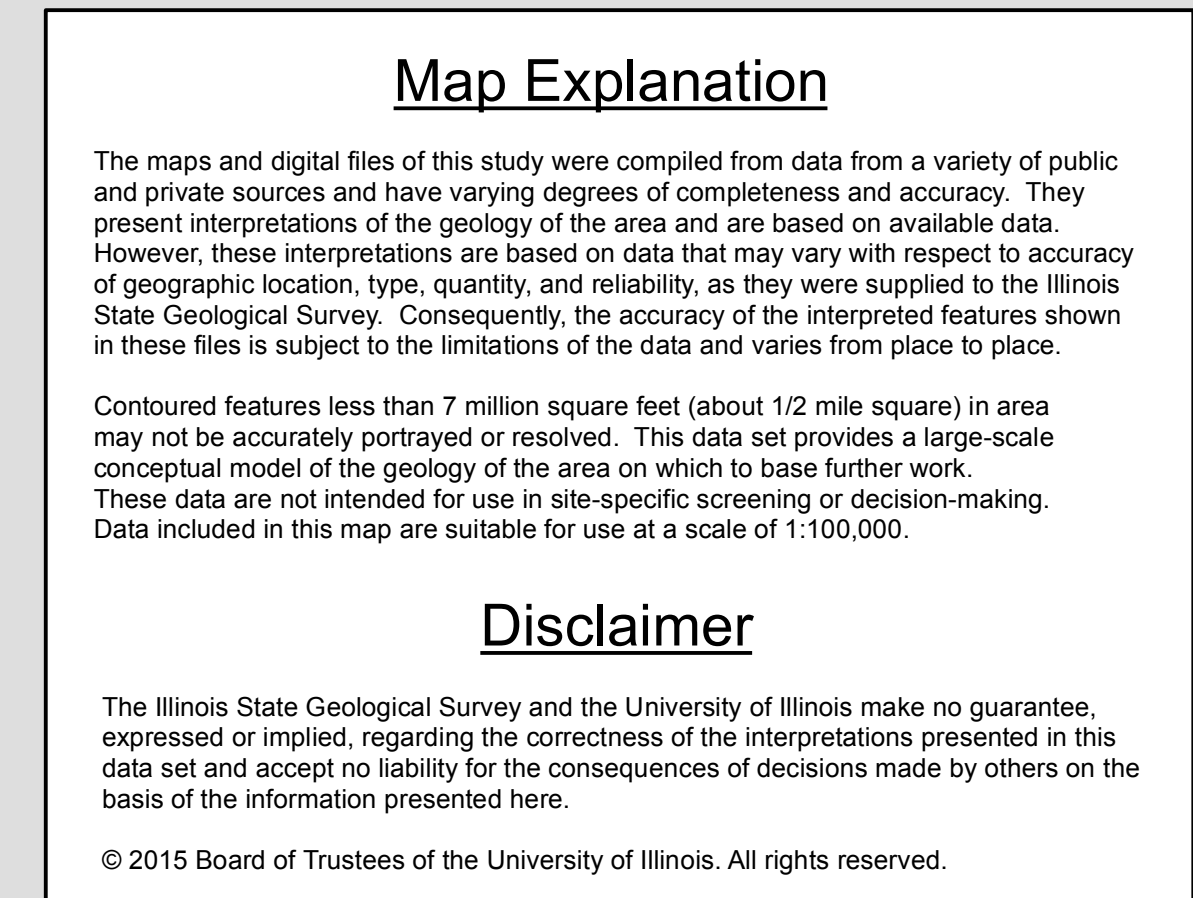 Map Explanation
The maps and digital files of this study were compiled from data from a variety of public
and private sources and have varying degrees of completeness and accuracy.  They
present interpretations of the geology of the area and are based on available data.
However, these interpretations are based on data that may vary with respect to accuracy
of geographic location, type, quantity, and reliability, as they were supplied to the Illinois
State Geological Survey.  Consequently, the accuracy of the interpreted features shown
in these files is subject to the limitations of the data and varies from place to place.
Contoured features less than 7 million square feet (about 1/2 mile square) in area
may not be accurately portrayed or resolved.  This data set provides a large-scale
conceptual model of the geology of the area on which to base further work.
These data are not intended for use in site-specific screening or decision-making.
Data included in this map are suitable for use at a scale of 1:100,000.
Disclaimer
The Illinois State Geological Survey and the University of Illinois make no guarantee,
expressed or implied, regarding the correctness of the interpretations presented in this
data set and accept no liability for the consequences of decisions made by others on the
basis of the information presented here.
© 2015 Board of Trustees of the University of Illinois. All rights reserved.